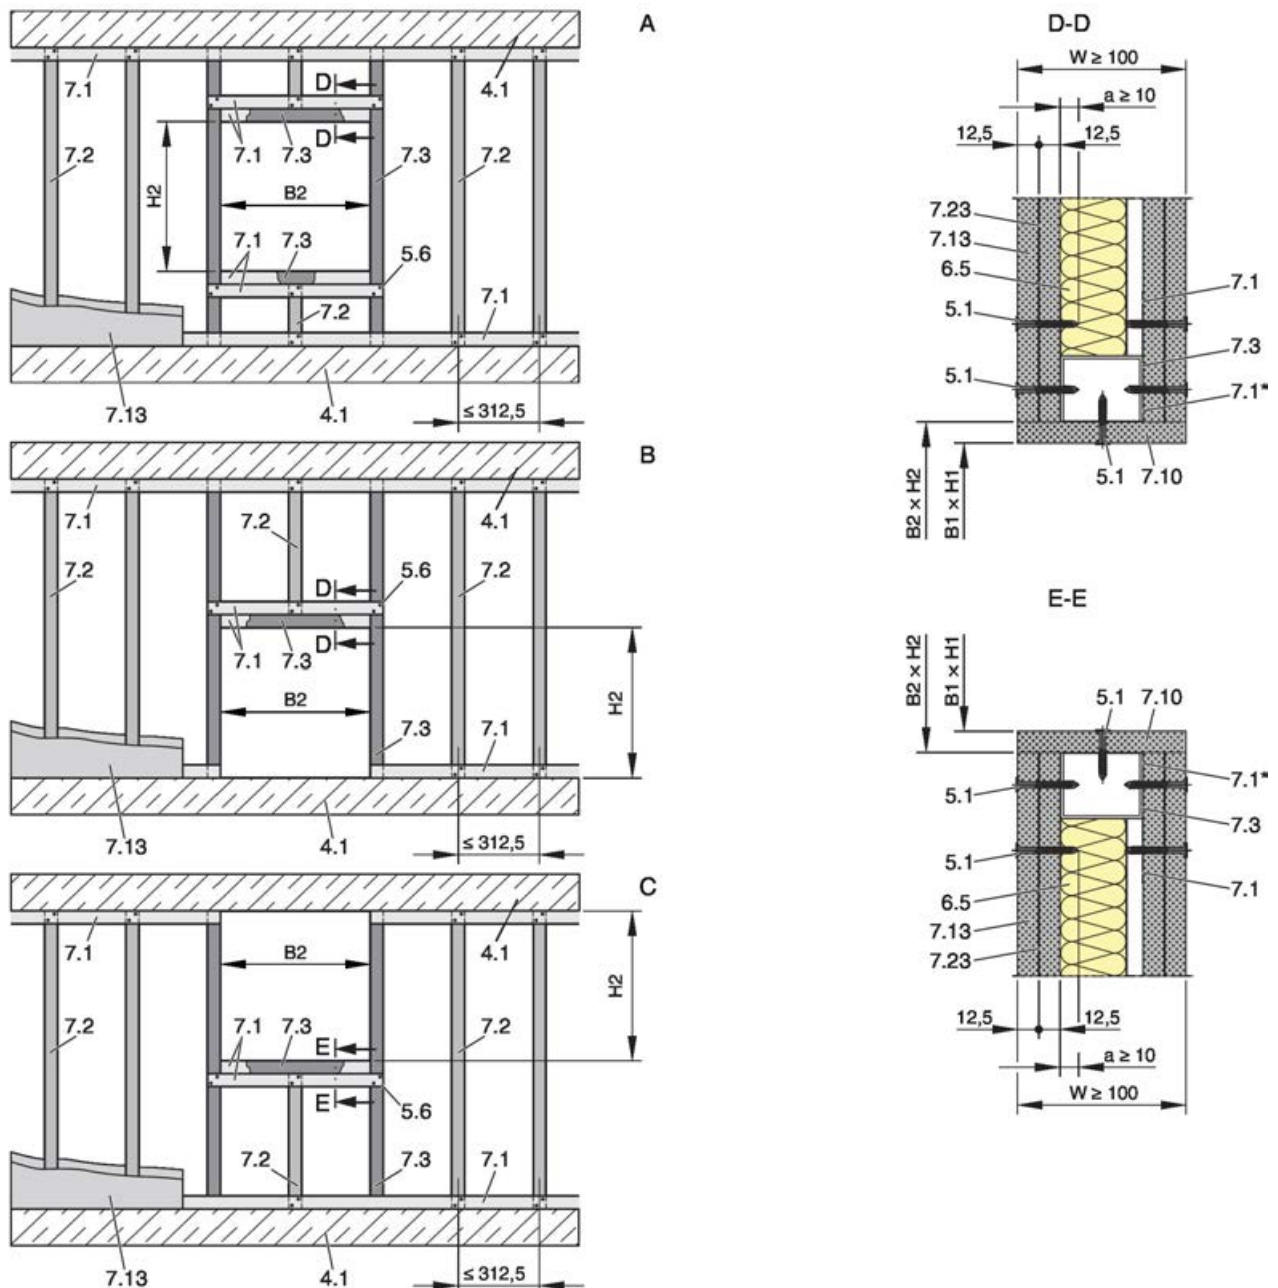 A
7.1
4.1
D
D
7.2
7.1
7.3
7.3
7.2
H2
B2
7.1
7.3
5.6
7.2
7.1
7.13
4.1
≤ 312,5
B
7.1
7.2
4.1
7.2
D
5.6
7.2
D
7.1
7.3
B2
H2
7.3
7.1
7.13
4.1
≤ 312,5
C
7.1
B2
4.1
H2
7.2
7.1
7.3
E
7.2
E
5.6
7.2
7.3
7.1
7.13
4.1
≤ 312,5
D-D
W ≥ 100
a ≥ 10
12,5
12,5
7.23
7.13
6.5
7.1
5.1
7.3
5.1
7.1*
B2 × H2
B1 × H1
5.1
7.10
E-E
B2 × H2
B1 × H1
5.1
7.10
7.1*
5.1
7.3
5.1
6.5
7.1
7.13
7.23
12,5
12,5
a ≥ 10
W ≥ 100